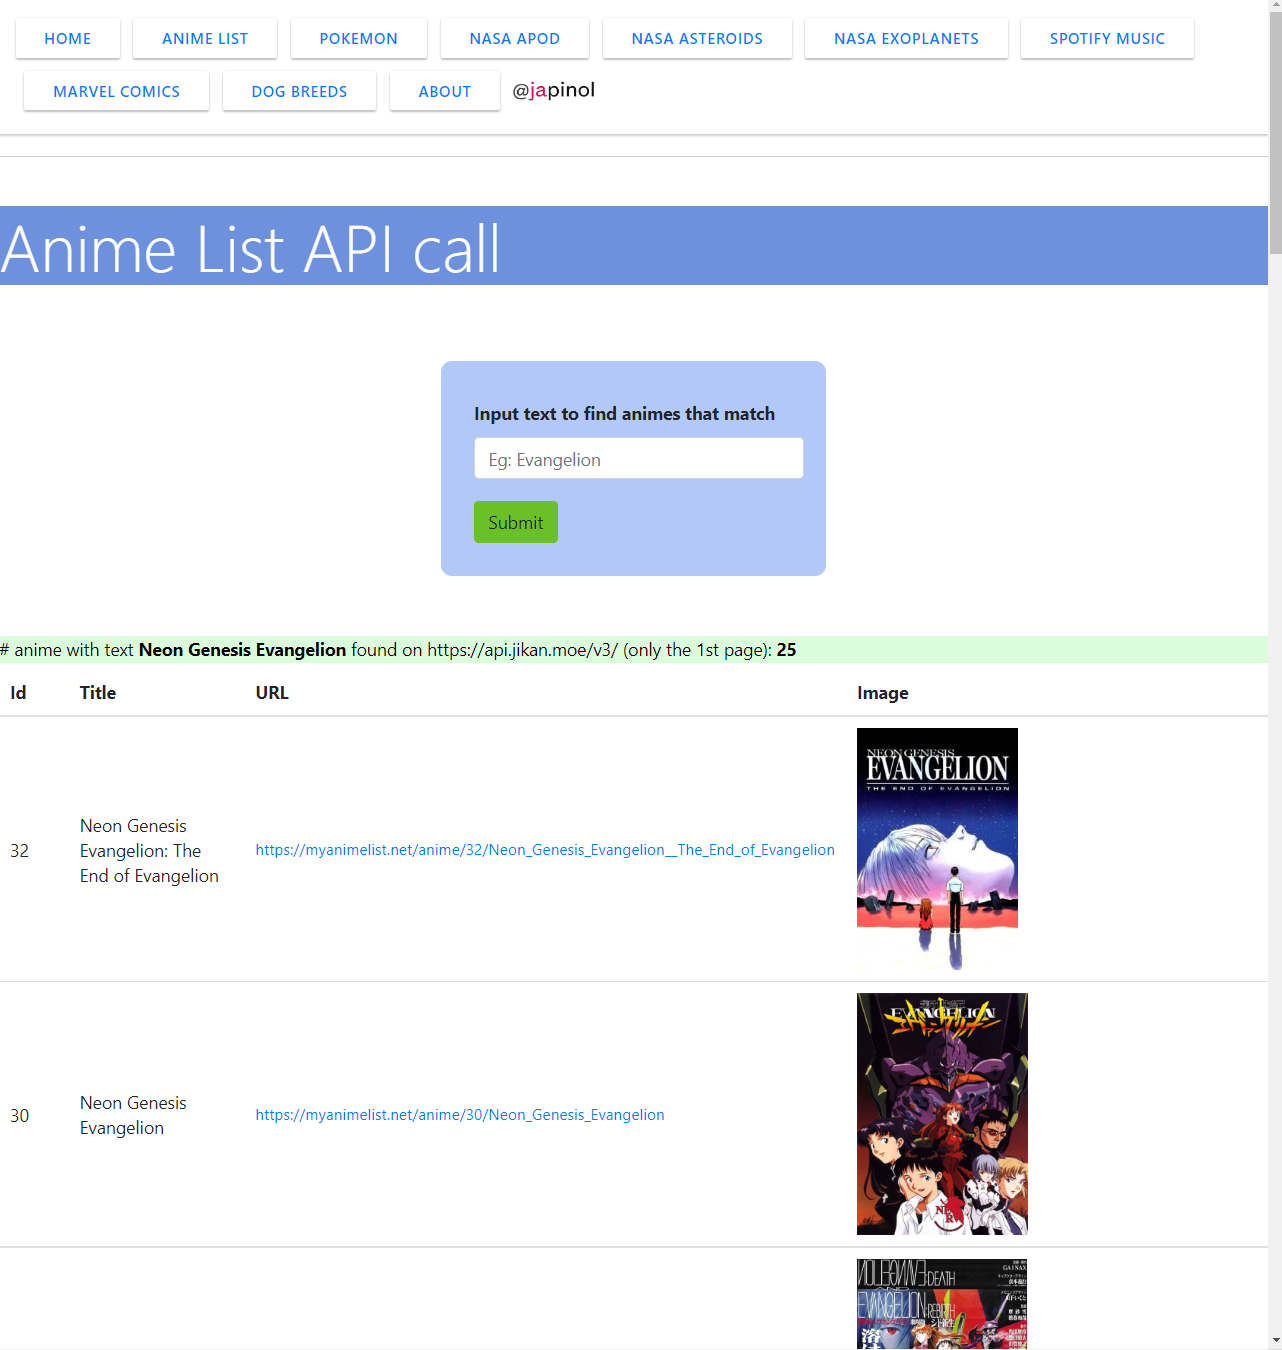 HOME
ANIME LIST
POKEMON
NASA APOD
NASA ASTEROIDS
NASA EXOPLANETS
SPOTIFY MUSIC
MARVEL COMICS
DOG BREEDS
ABOUT
@japinol
Anime List API call
Input text to find animes that match
Eg: Evangelion
Submit
# anime with text Neon Genesis Evangelion found on https://api.jikan.moe/v3/ (only the 1st page): 25
Id Title URL Image
32
Neon Genesis
Evangelion: The
End of Evangelion
https://myanimelist.net/anime/32/Neon_Genesis_Evangelion__The_End_of_Evangelion
NEON GENESIS
EVANGELION
THE END OF EVANGELION
30
Neon Genesis
Evangelion
https://myanimelist.net/anime/30/Neon_Genesis_Evangelion
EVANGELION
NERV
EVANGELION:DEATH
EVANGELION:REBIRTH
GAINAX